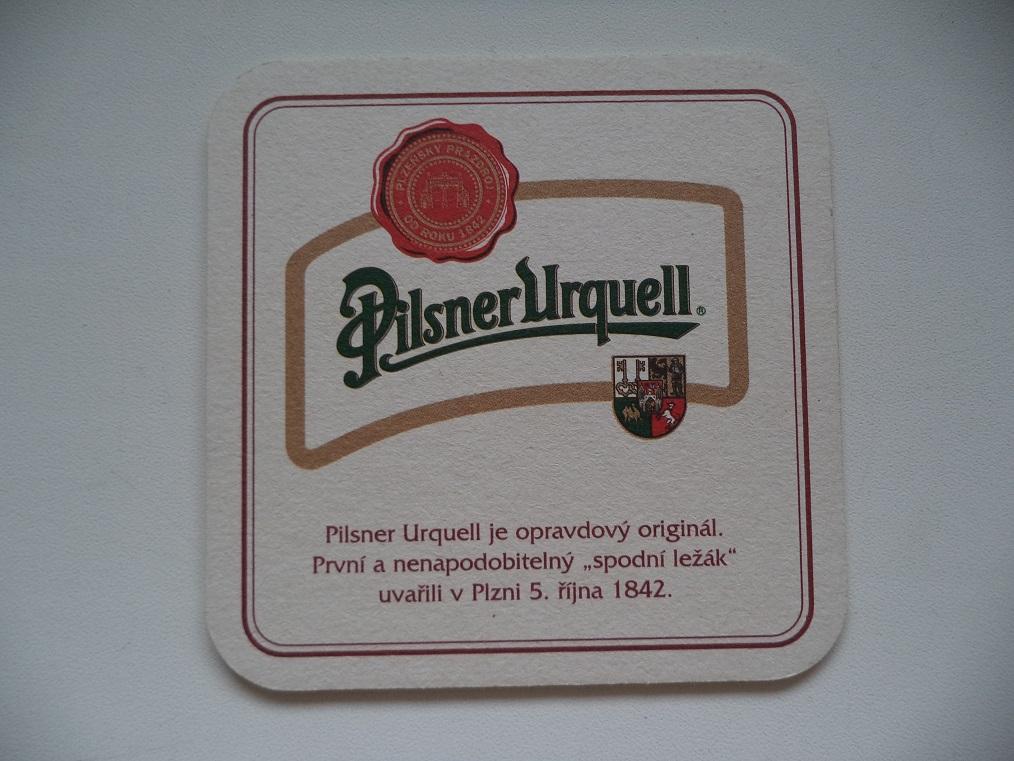 PLZEŇSKÝ PRAZDROJ
OD ROKU 1842
Pilsner Urquell®
Pilsner Urquell je opravdový originál.
První a nenapodobitelný „spodní ležák“
uvařili v Plzni 5. října 1842.